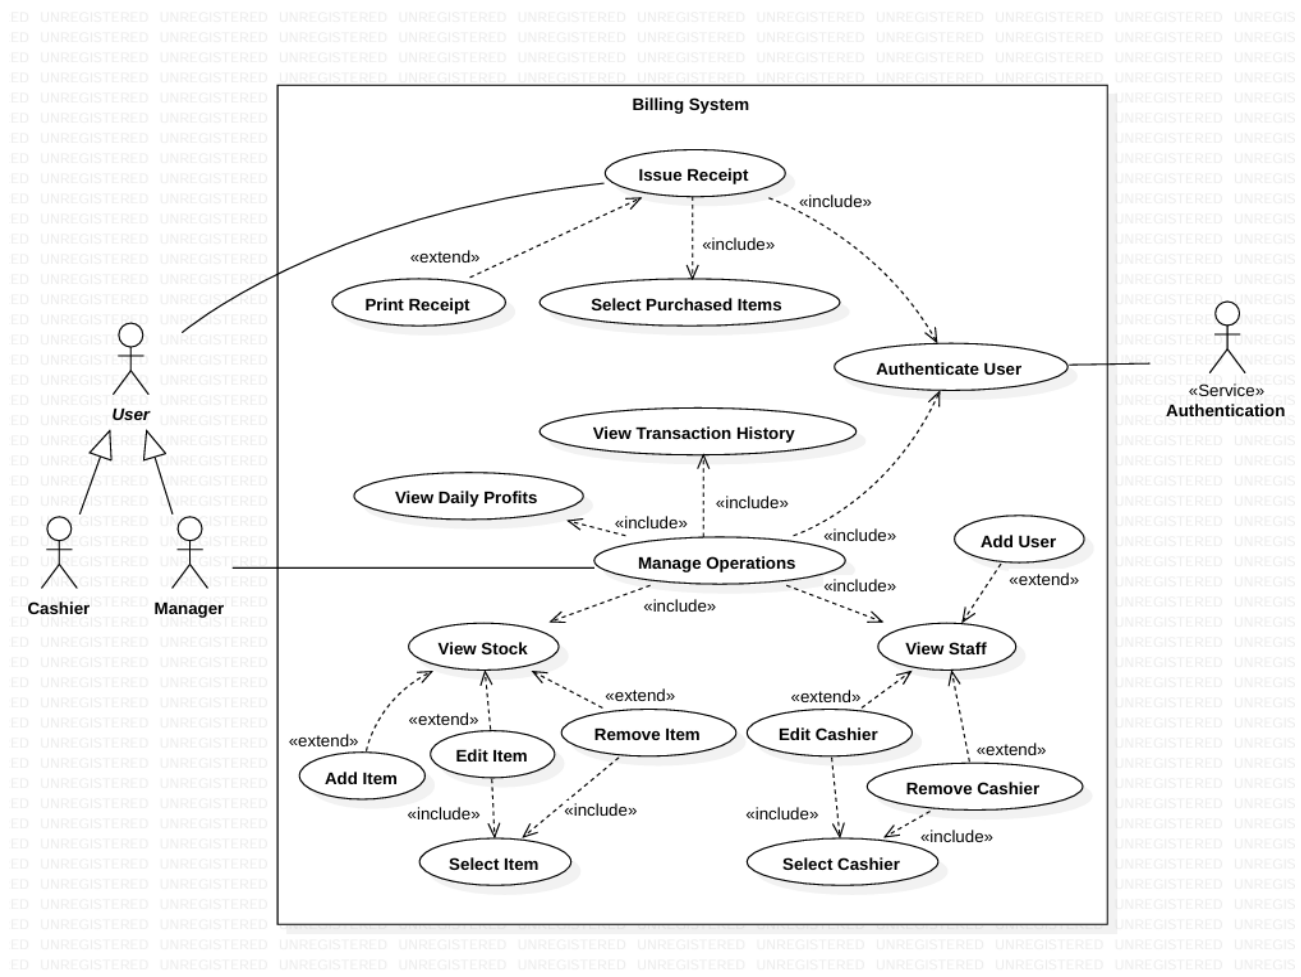 Billing System
Issue Receipt
«include»
«include»
«extend»
Print Receipt
Select Purchased Items
Authenticate User
«Service»
Authentication
User
View Transaction History
View Daily Profits
«include»
«include»
«include»
Add User
Manage Operations
«extend»
«include»
«include»
Cashier
Manager
View Stock
View Staff
«extend»
«extend»
«extend»
Remove Item
Edit Cashier
«extend»
Edit Item
«extend»
Add Item
Remove Cashier
«include»
«include»
«include»
«include»
Select Item
Select Cashier
UNREGISTERED